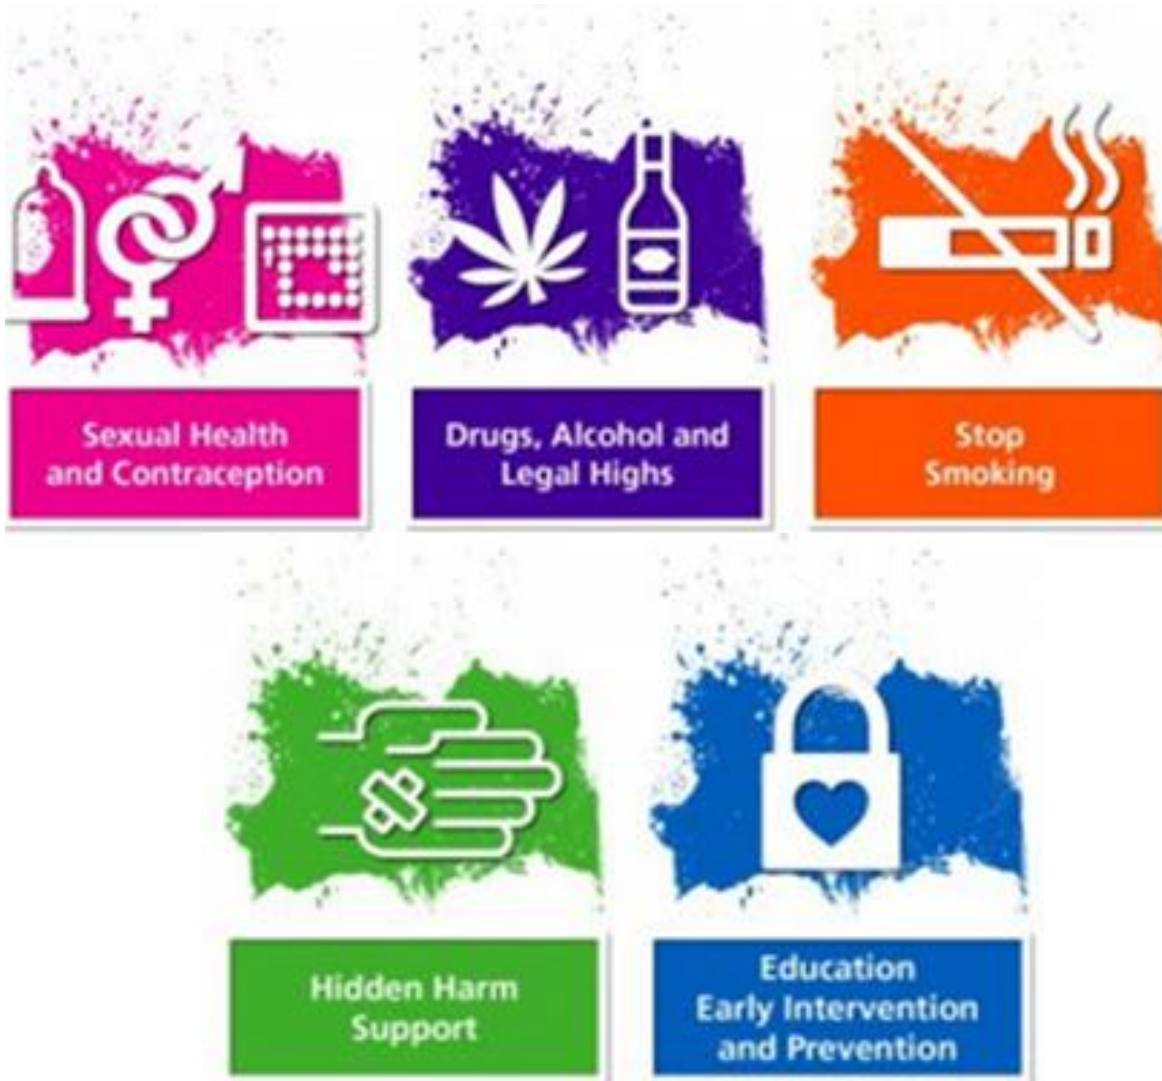 Sexual Health
and Contraception
Drugs, Alcohol and
Legal Highs
Stop
Smoking
Hidden Harm
Support
Education
Early Intervention
and Prevention